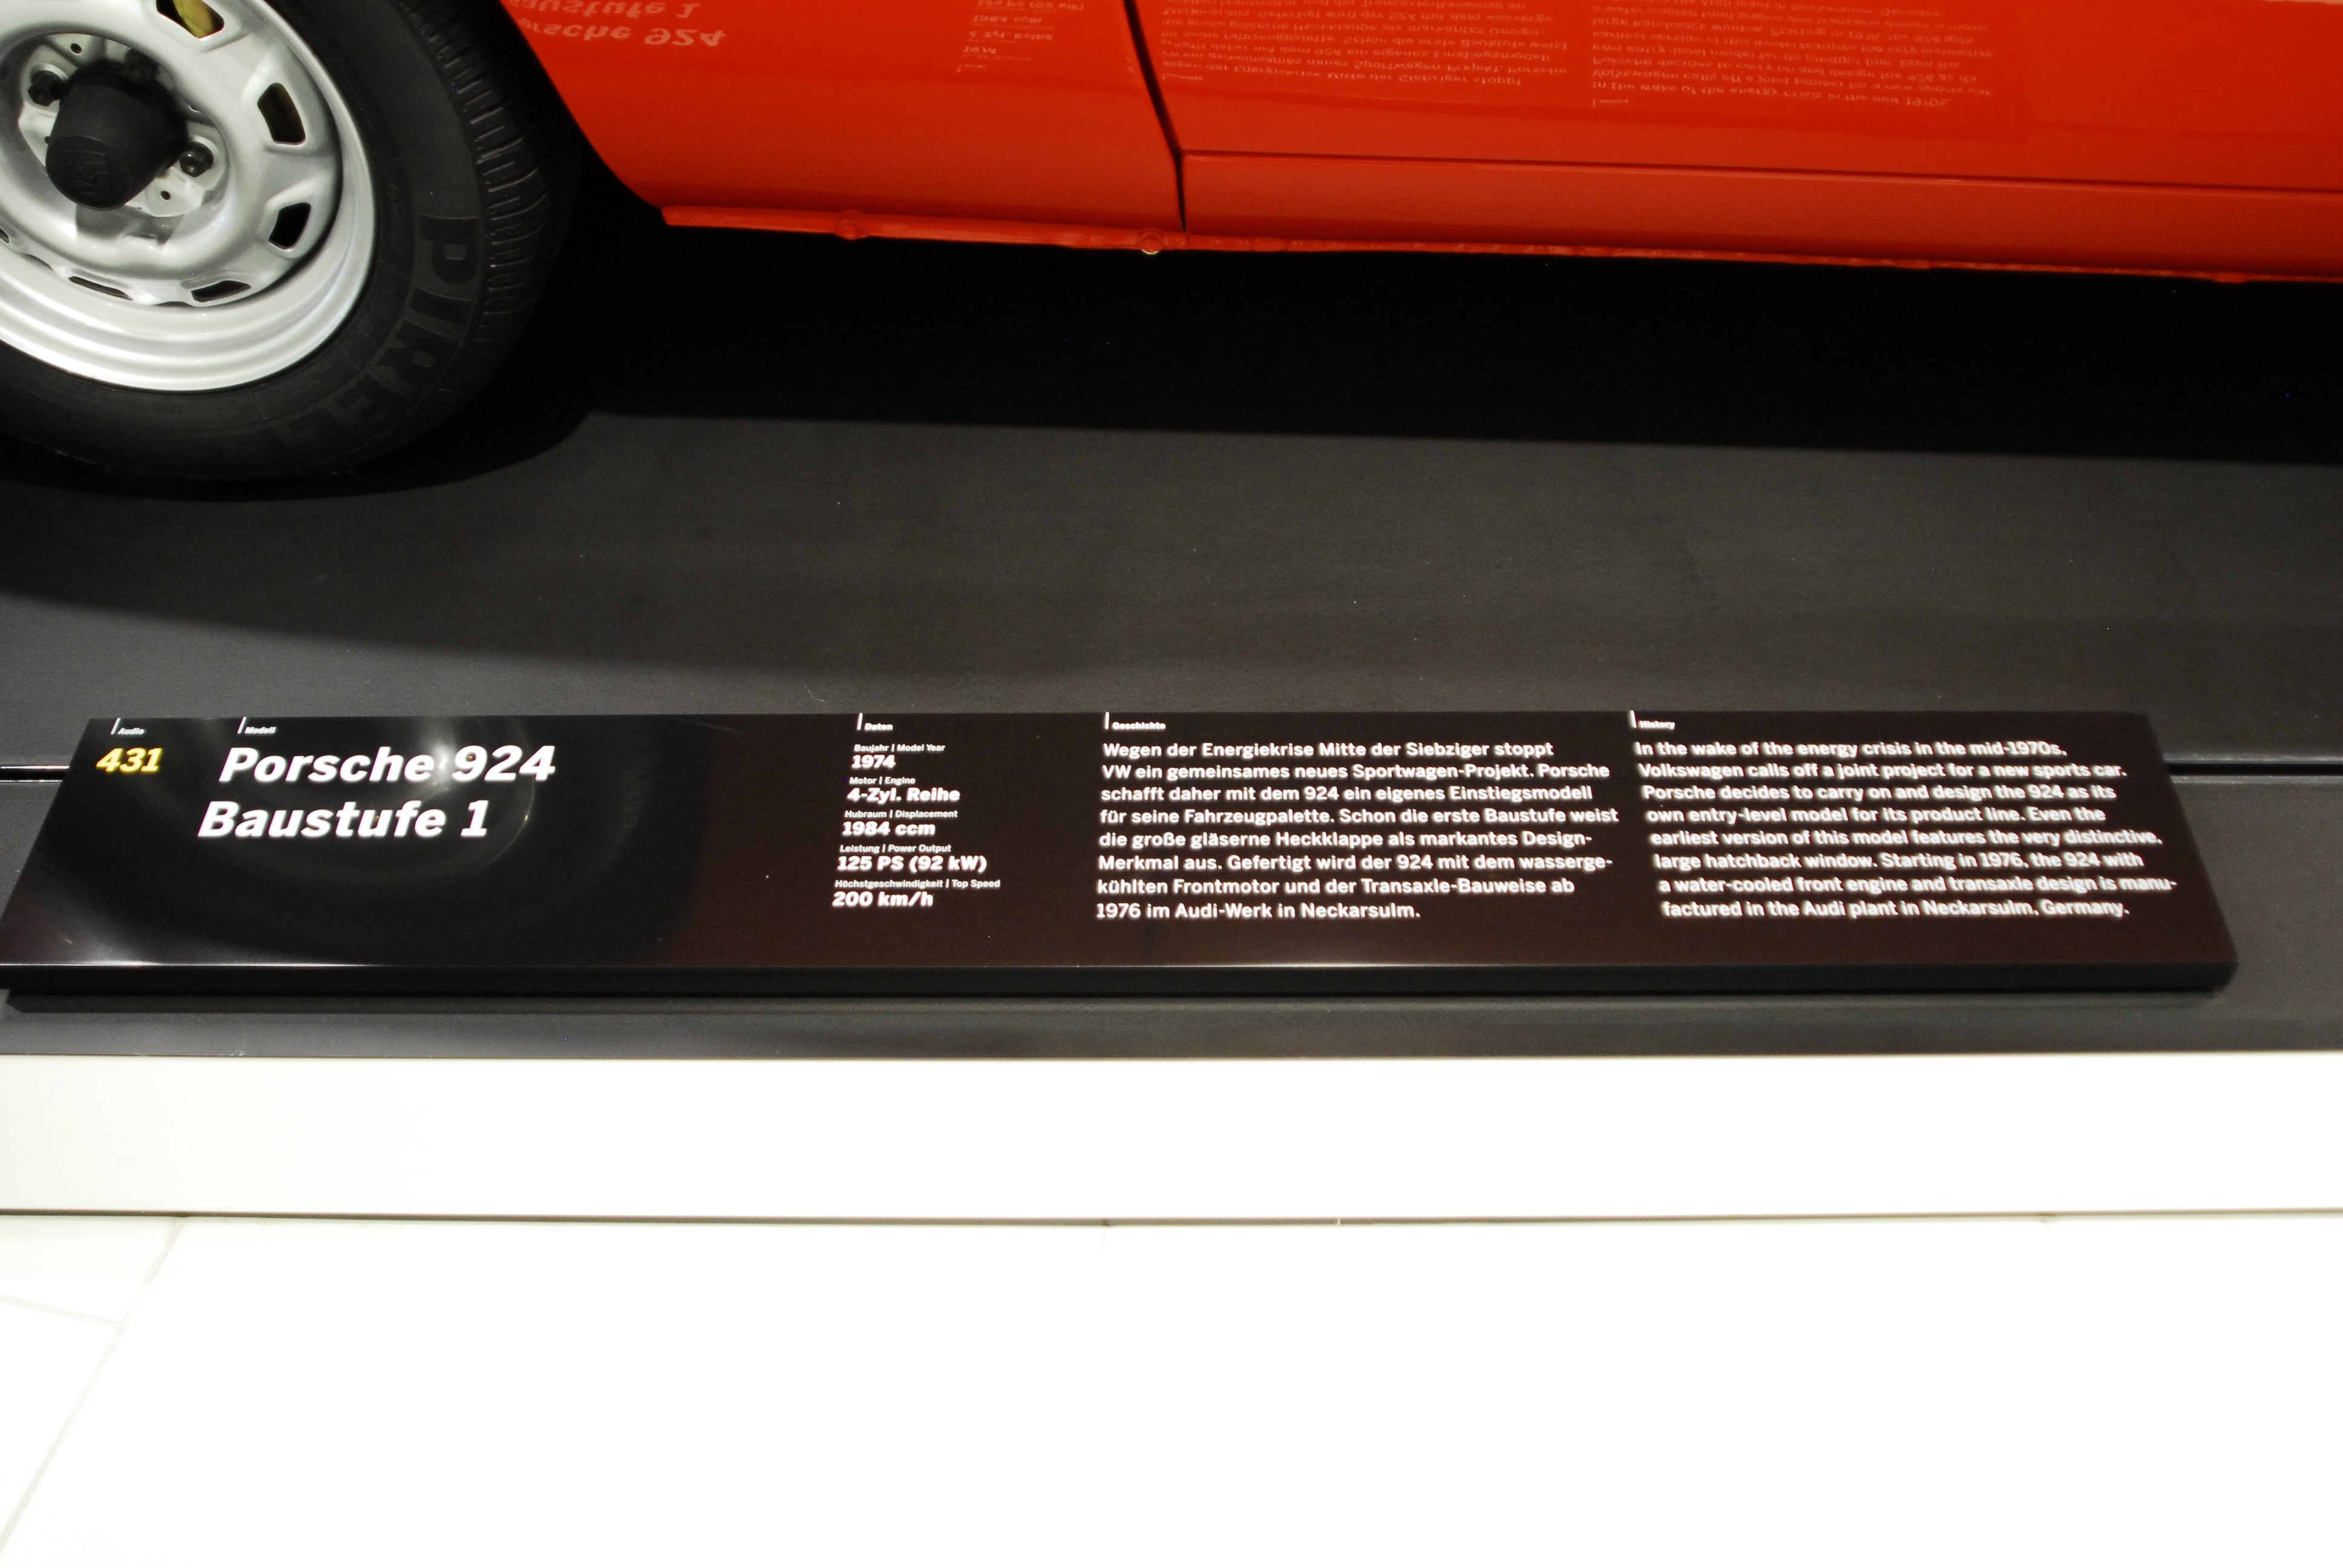 PIRELLI
Audio
431
Modell
Porsche 924
Baustufe 1
Daten
Baujahr | Model Year
1974
Motor | Engine
4-Zyl. Reihe
Hubraum | Displacement
1984 ccm
Leistung | Power Output
125 PS (92 kW)
Höchstgeschwindigkeit | Top Speed
200 km/h
Geschichte
Wegen der Energiekrise Mitte der Siebziger stoppt
VW ein gemeinsames neues Sportwagen-Projekt. Porsche
schafft daher mit dem 924 ein eigenes Einstiegsmodell
für seine Fahrzeugpalette. Schon die erste Baustufe weist
die große gläserne Heckklappe als markantes Design-
Merkmal aus. Gefertigt wird der 924 mit dem wasserge-
kühlten Frontmotor und der Transaxle-Bauweise ab
1976 im Audi-Werk in Neckarsulm.
History
In the wake of the energy crisis in the mid-1970s,
Volkswagen calls off a joint project for a new sports car.
Porsche decides to carry on and design the 924 as its
own entry-level model for its product line. Even the
earliest version of this model features the very distinctive,
large hatchback window. Starting in 1976, the 924 with
a water-cooled front engine and transaxle design is manu-
factured in the Audi plant in Neckarsulm, Germany.